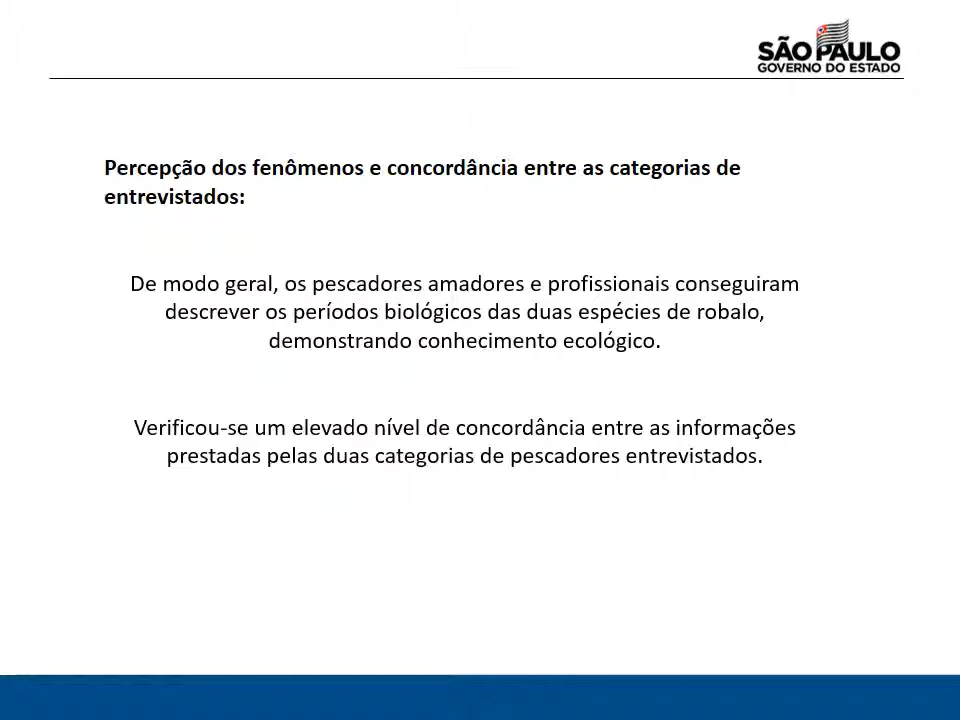 SÃO PAULO
GOVERNO DO ESTADO
Percepção dos fenômenos e concordância entre as categorias de
entrevistados:
De modo geral, os pescadores amadores e profissionais conseguiram
descrever os períodos biológicos das duas espécies de robalo,
demonstrando conhecimento ecológico.
Verificou-se um elevado nível de concordância entre as informações
prestadas pelas duas categorias de pescadores entrevistados.